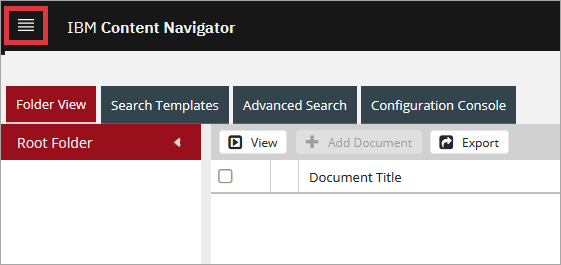 IBM Content Navigator
Folder View Search Templates Advanced Search Configuration Console
Root Folder View Add Document Export
Document Title